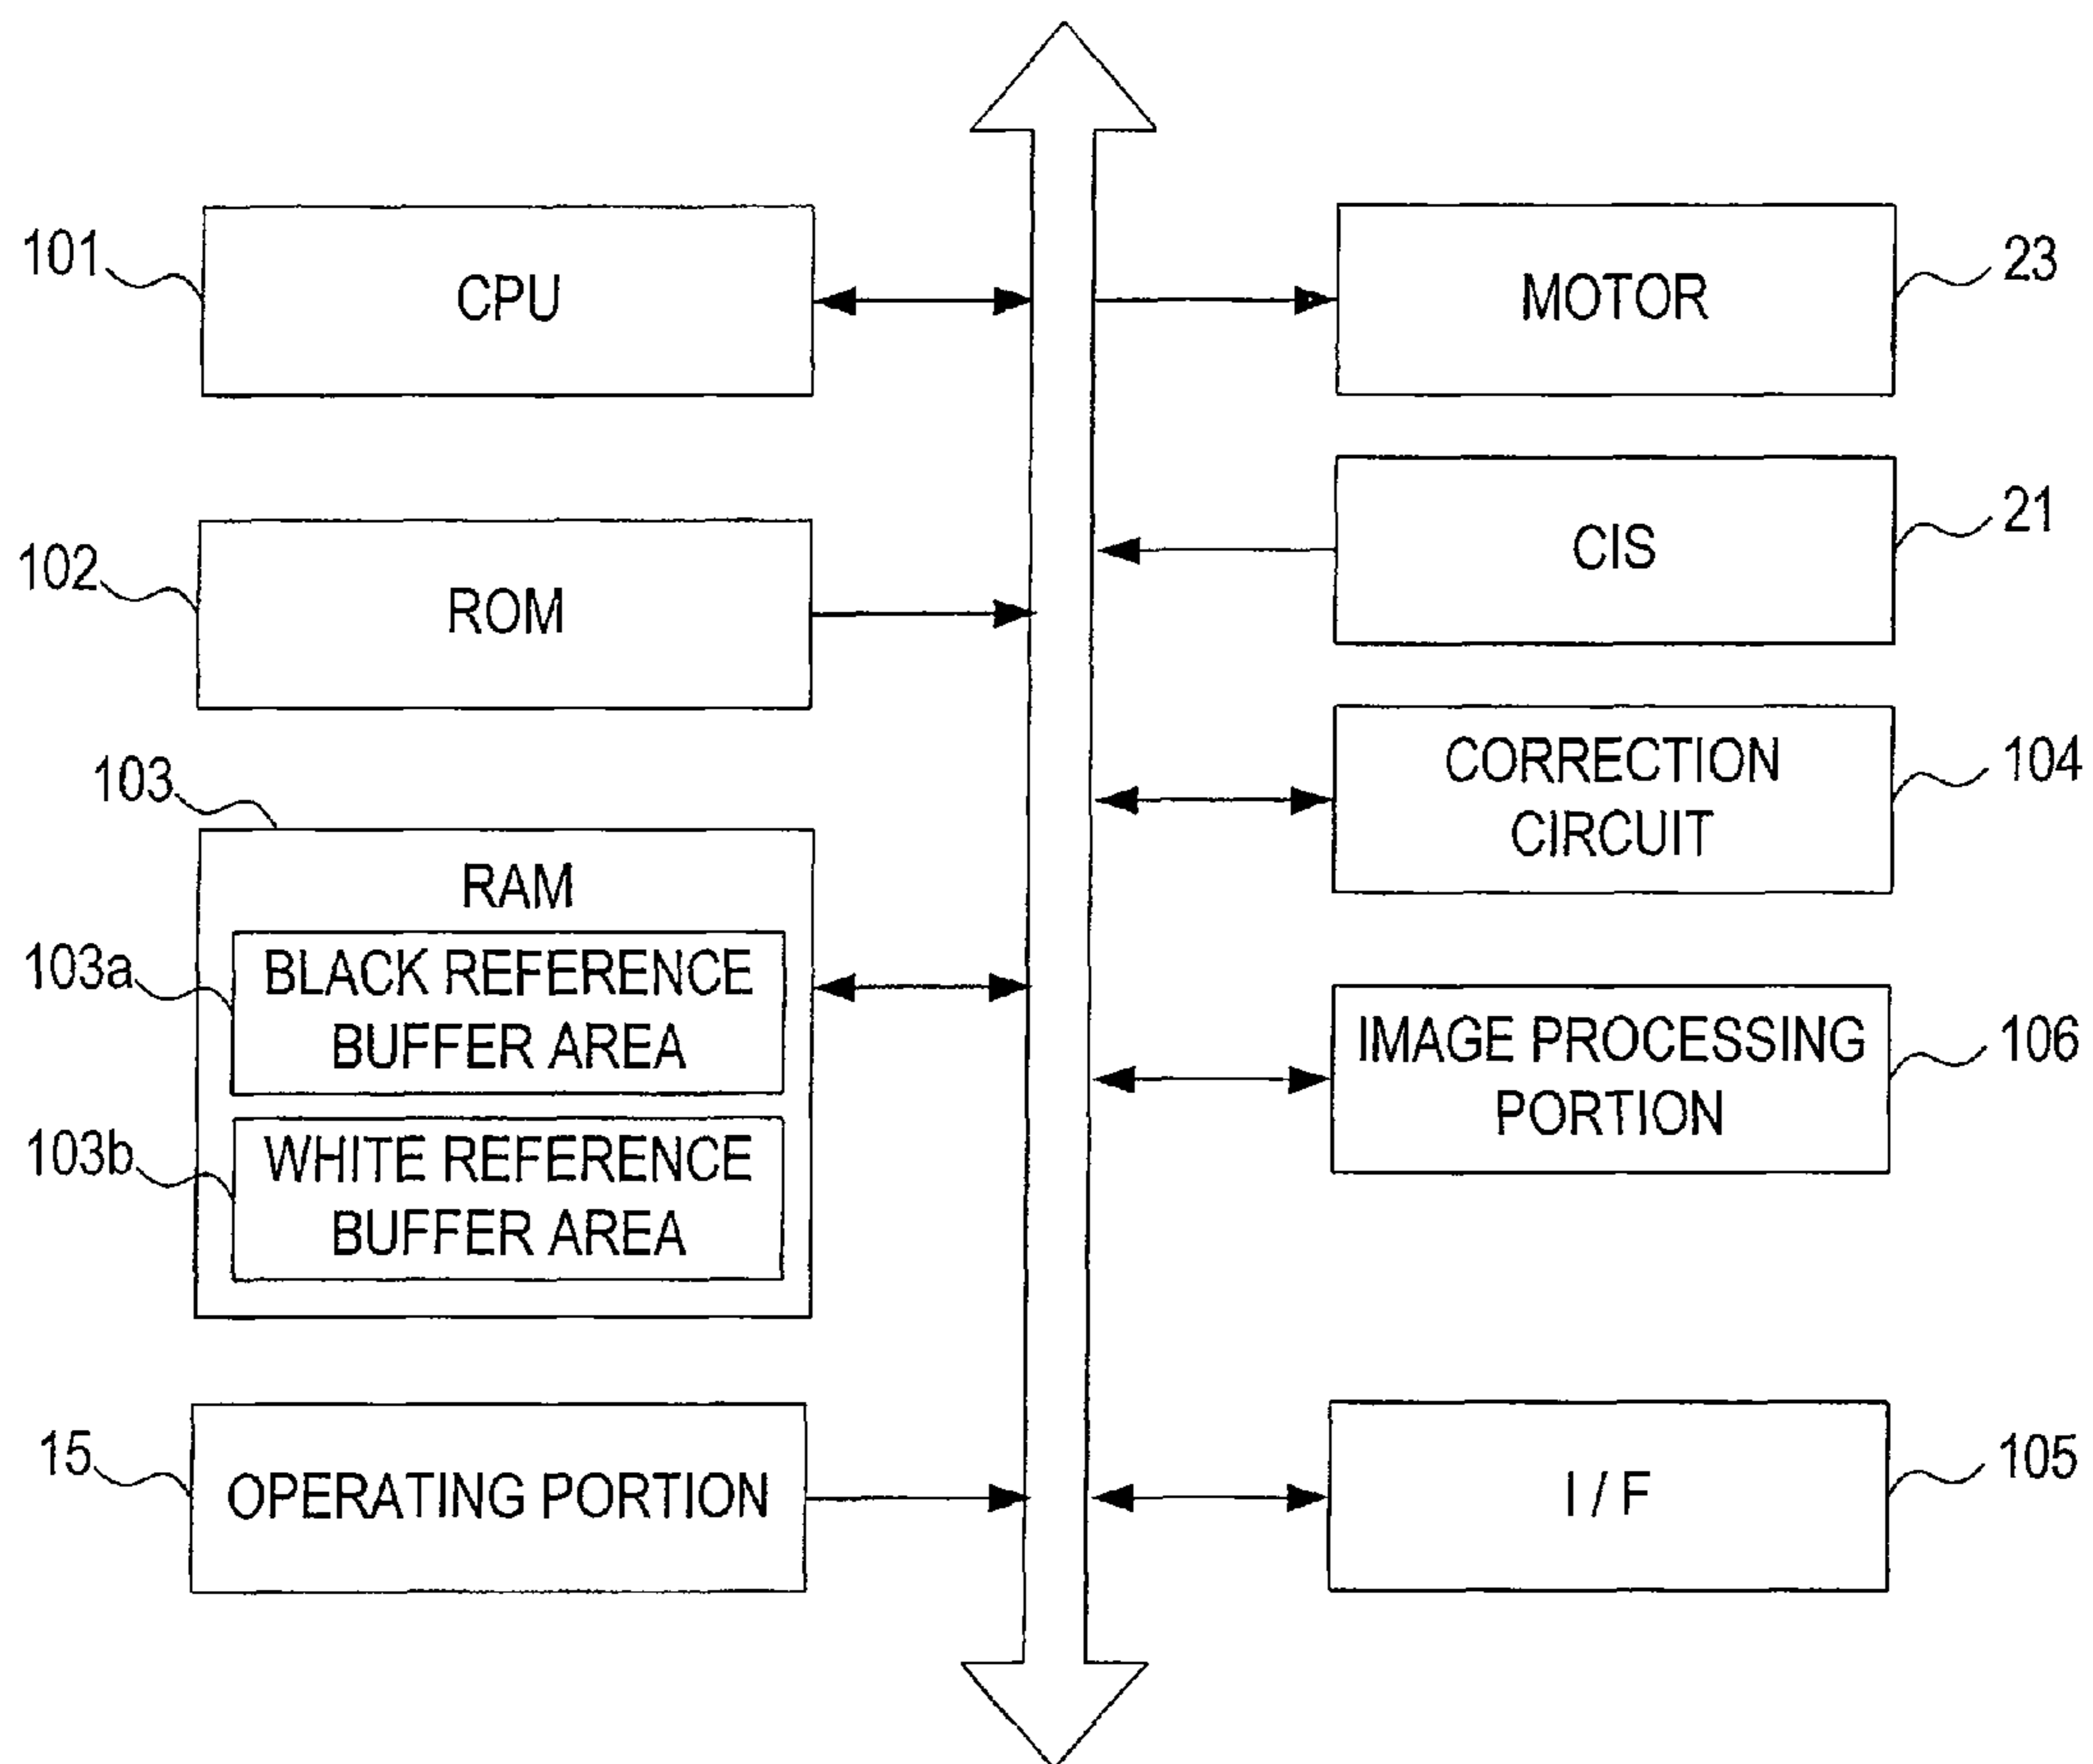 101
CPU
102
ROM
103
RAM
103a
BLACK REFERENCE
BUFFER AREA
103b
WHITE REFERENCE
BUFFER AREA
15
OPERATING PORTION
MOTOR
23
CIS
21
CORRECTION
CIRCUIT
104
IMAGE PROCESSING
PORTION
106
I / F
105